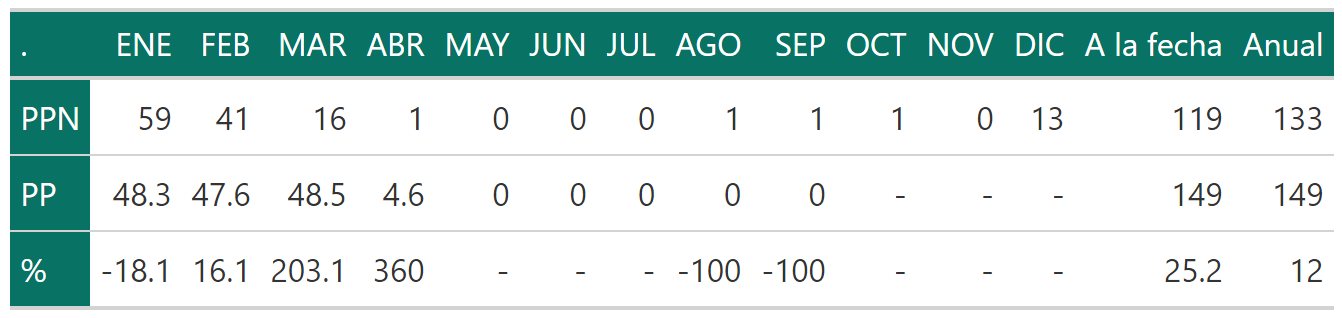 . ENE FEB MAR ABR MAY JUN JUL AGO SEP OCT NOV DIC A la fecha Anual
PPN 59 41 16 1 0 0 0 1 1 1 0 13 119 133
PP 48.3 47.6 48.5 4.6 0 0 0 0 0 - - - 149 149
% -18.1 16.1 203.1 360 - - - -100 -100 - - - 25.2 12